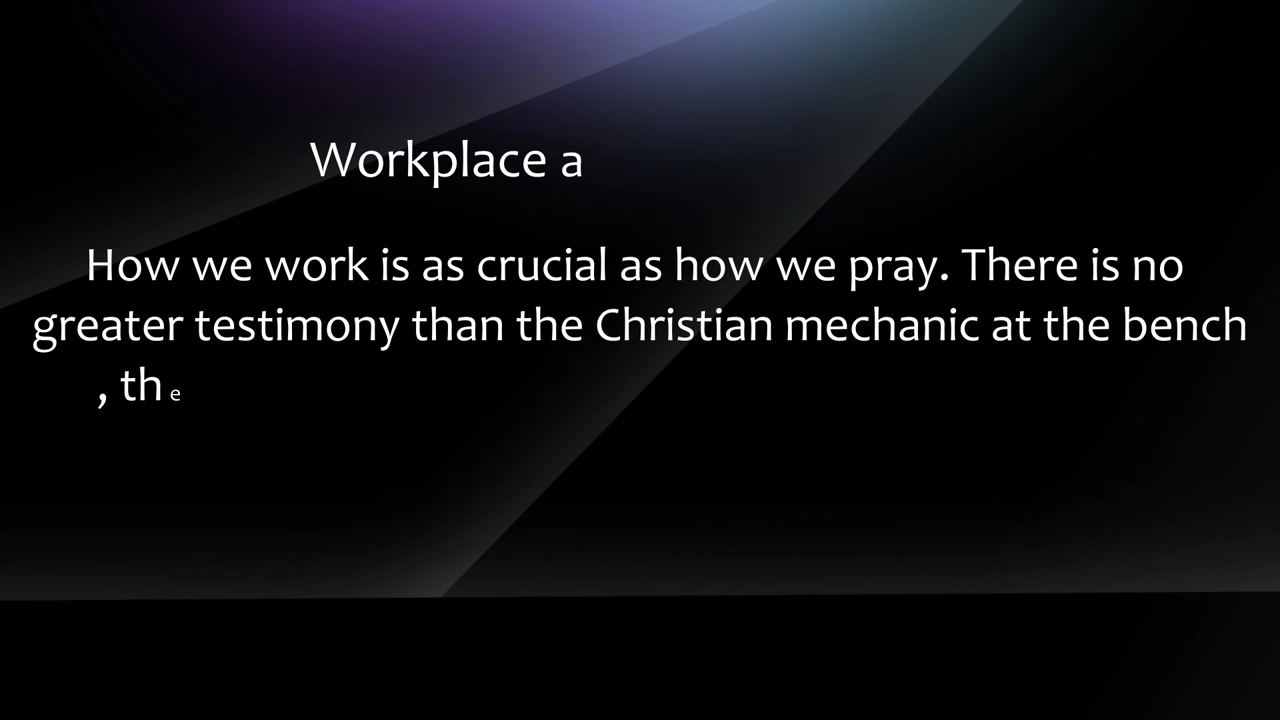 Workplace a
How we work is as crucial as how we pray. There is no
greater testimony than the Christian mechanic at the bench
, the